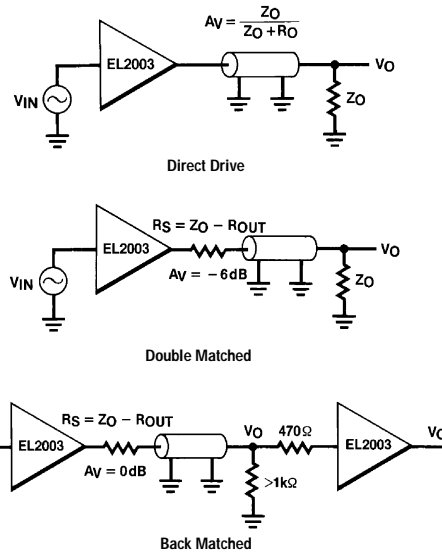 AV = ZO / ZO + RO
EL2003
VIN
VO
ZO
Direct Drive
RS = ZO – ROUT
EL2003
VO
VIN
AV = –6dB
ZO
Double Matched
RS = ZO – ROUT
VO
470Ω
VO
EL2003
EL2003
AV = 0dB
>1kΩ
Back Matched